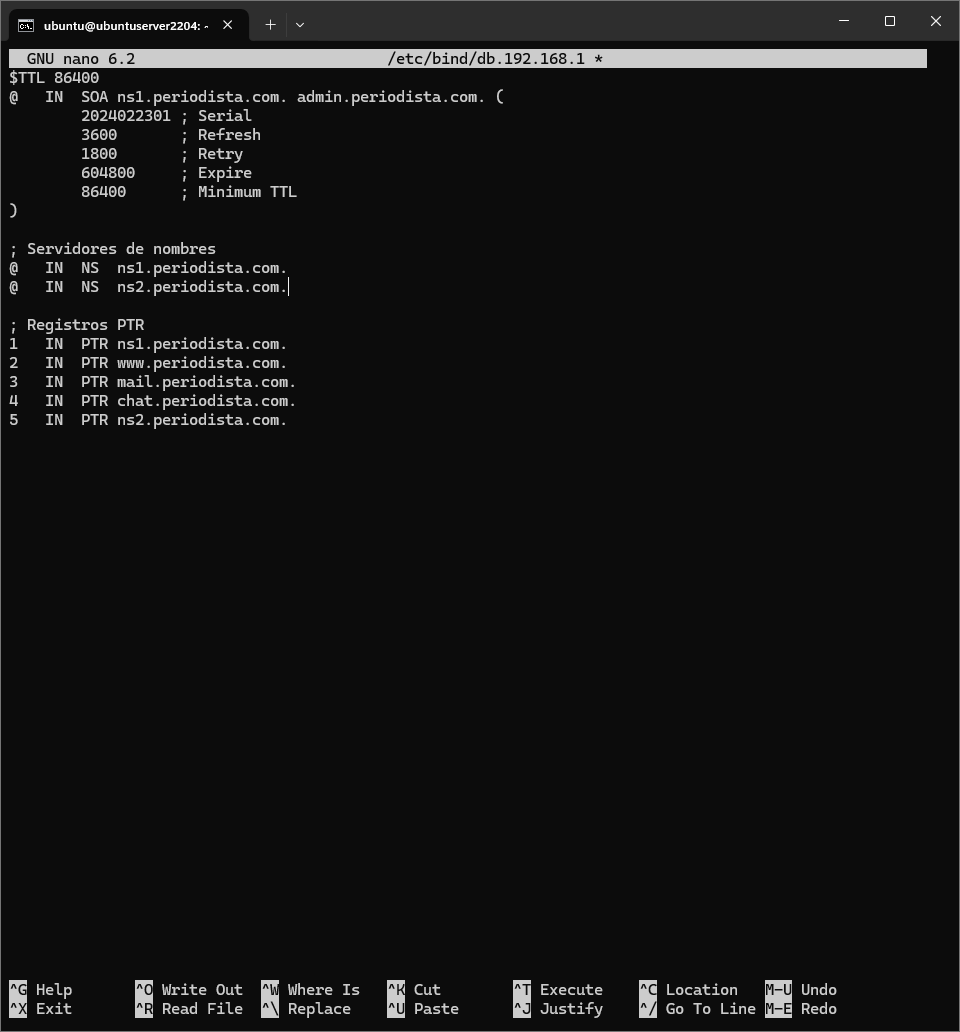 ubuntu@ubuntuserver2204: ~
GNU nano 6.2 /etc/bind/db.192.168.1 *
$TTL 86400
@ IN SOA ns1.periodista.com. admin.periodista.com. (
2024022301 ; Serial
3600 ; Refresh
1800 ; Retry
604800 ; Expire
86400 ; Minimum TTL
)
; Servidores de nombres
@ IN NS ns1.periodista.com.
@ IN NS ns2.periodista.com.
; Registros PTR
1 IN PTR ns1.periodista.com.
2 IN PTR www.periodista.com.
3 IN PTR mail.periodista.com.
4 IN PTR chat.periodista.com.
5 IN PTR ns2.periodista.com.
^G Help ^O Write Out ^W Where Is ^K Cut ^T Execute ^C Location M-U Undo
^X Exit ^R Read File ^\ Replace ^U Paste ^J Justify ^/ Go To Line M-E Redo